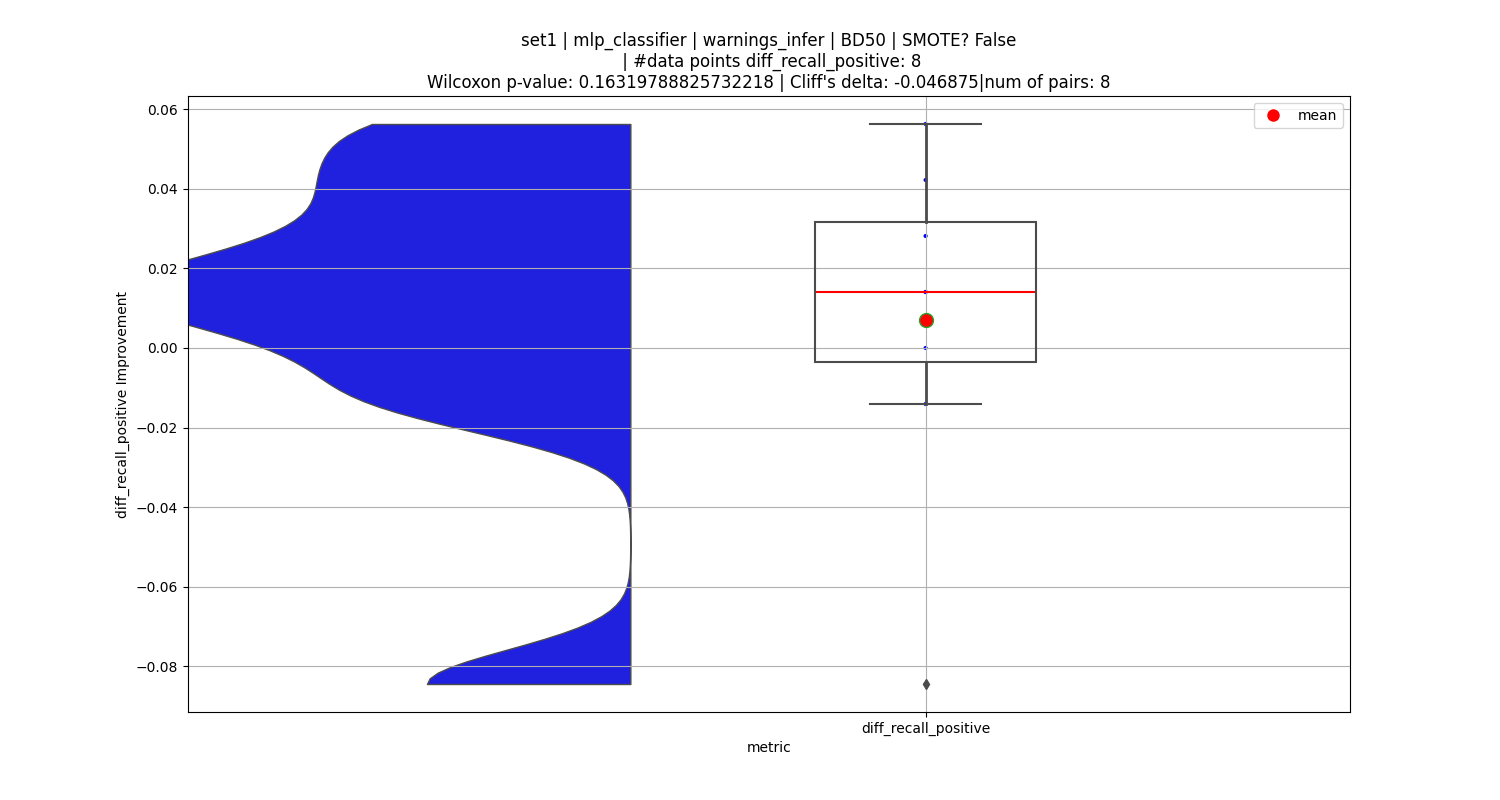 set1 | mlp_classifier | warnings_infer | BD50 | SMOTE? False
| #data points diff_recall_positive: 8
Wilcoxon p-value: 0.16319788825732218 | Cliff's delta: -0.046875|num of pairs: 8
mean
0.06
0.04
0.02
0.00
−0.02
−0.04
−0.06
−0.08
diff_recall_positive Improvement
diff_recall_positive
metric